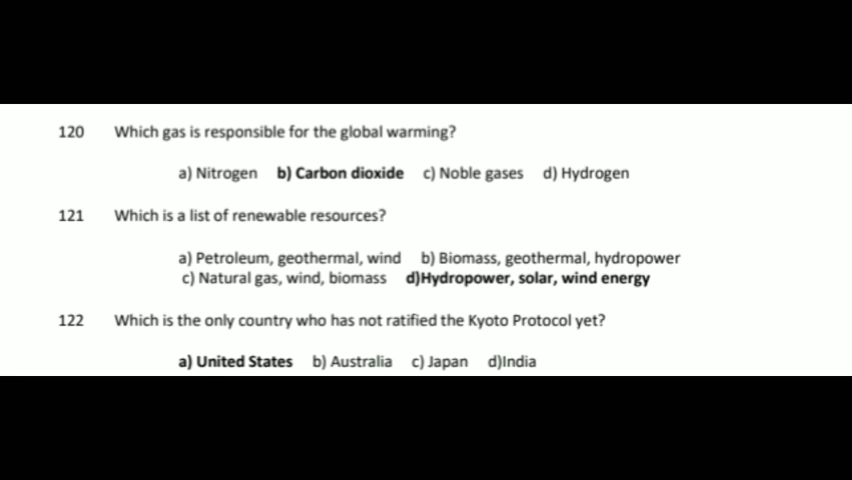 120 Which gas is responsible for the global warming?
a) Nitrogen b) Carbon dioxide c) Noble gases d) Hydrogen
121 Which is a list of renewable resources?
a) Petroleum, geothermal, wind b) Biomass, geothermal, hydropower
c) Natural gas, wind, biomass d)Hydropower, solar, wind energy
122 Which is the only country who has not ratified the Kyoto Protocol yet?
a) United States b) Australia c) Japan d)India